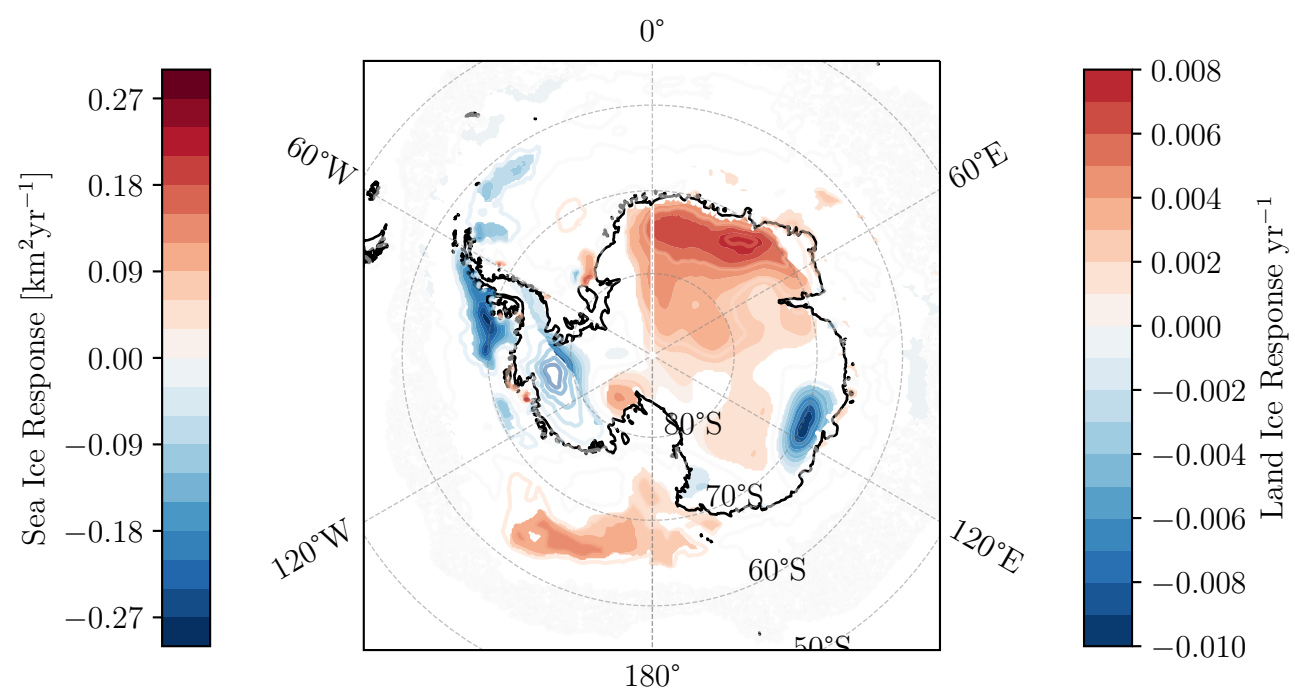 0°
60°W
60°E
120°W
120°E
180°
80°S
70°S
60°S
50°S
Sea Ice Response [km²yr⁻¹]
0.27
0.18
0.09
0.00
−0.09
−0.18
−0.27
0.008
0.006
0.004
0.002
0.000
−0.002
−0.004
−0.006
−0.008
−0.010
Land Ice Response yr⁻¹